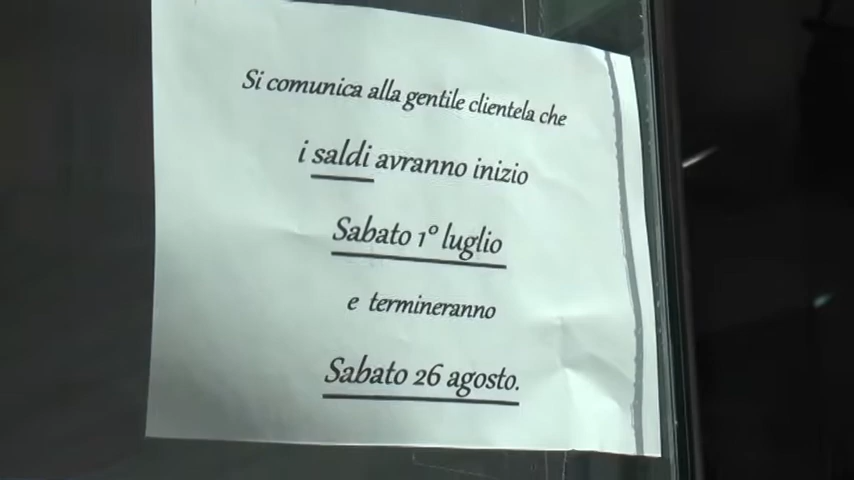 Si comunica alla gentile clientela che
i saldi avranno inizio
Sabato 1° luglio
e termineranno
Sabato 26 agosto.